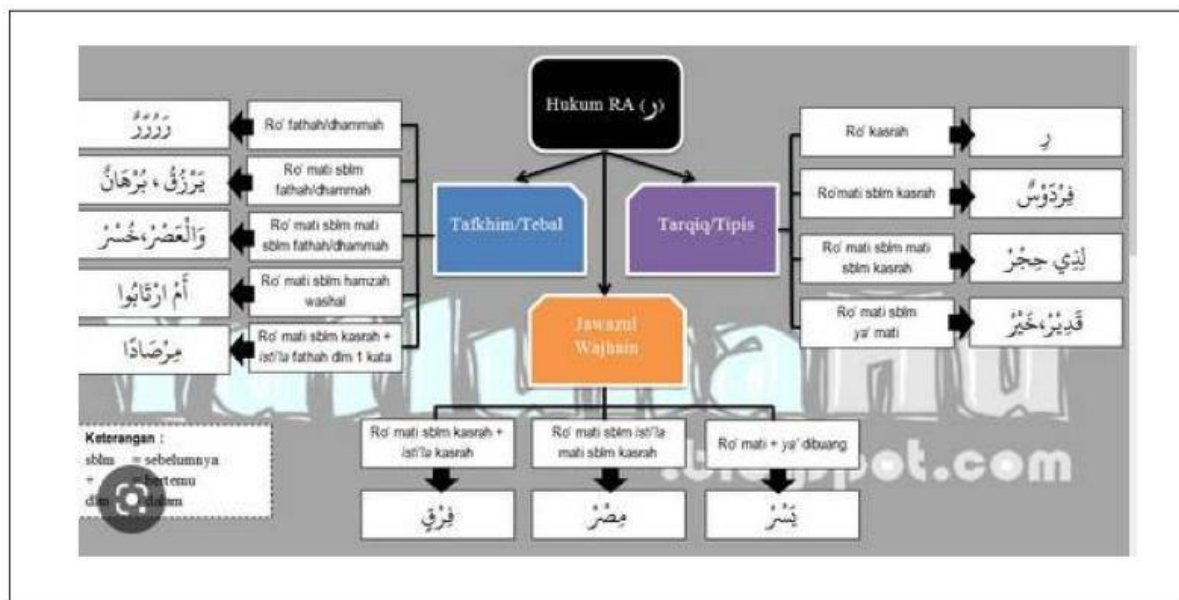 Hukum RA (ر)
Tafkhim/Tebal
Tarqiq/Tipis
Jawazul
Wajhain
Ro' fathah/dhammah
رَرُرًرٌ
Ro' mati sblm
fathah/dhammah
يَرْزُقُ ، بُرْهَانٌ
Ro' mati sblm mati
sblm fathah/dhammah
وَالْعَصْرْ،خُسْرْ
Ro' mati sblm hamzah
washal
أَمْ ارْتَابُوا
Ro' mati sblm kasrah +
isti'la fathah dlm 1 kata
مِرْصَادًا
Ro' kasrah
رِ
Ro'mati sblm kasrah
فِرْدَوْسٌ
Ro' mati sblm mati
sblm kasrah
لِذِي حِجْرْ
Ro' mati sblm
ya' mati
قَدِيْرْ،خَيْرْ
Ro' mati sblm kasrah +
isti'la kasrah
فِرْقٍ
Ro' mati sblm isti'la
mati sblm kasrah
مِصْرْ
Ro' mati + ya' dibuang
يَسْرْ
Keterangan :
sblm = sebelumnya
+ = bertemu
dlm = dalam
.blogspot.com